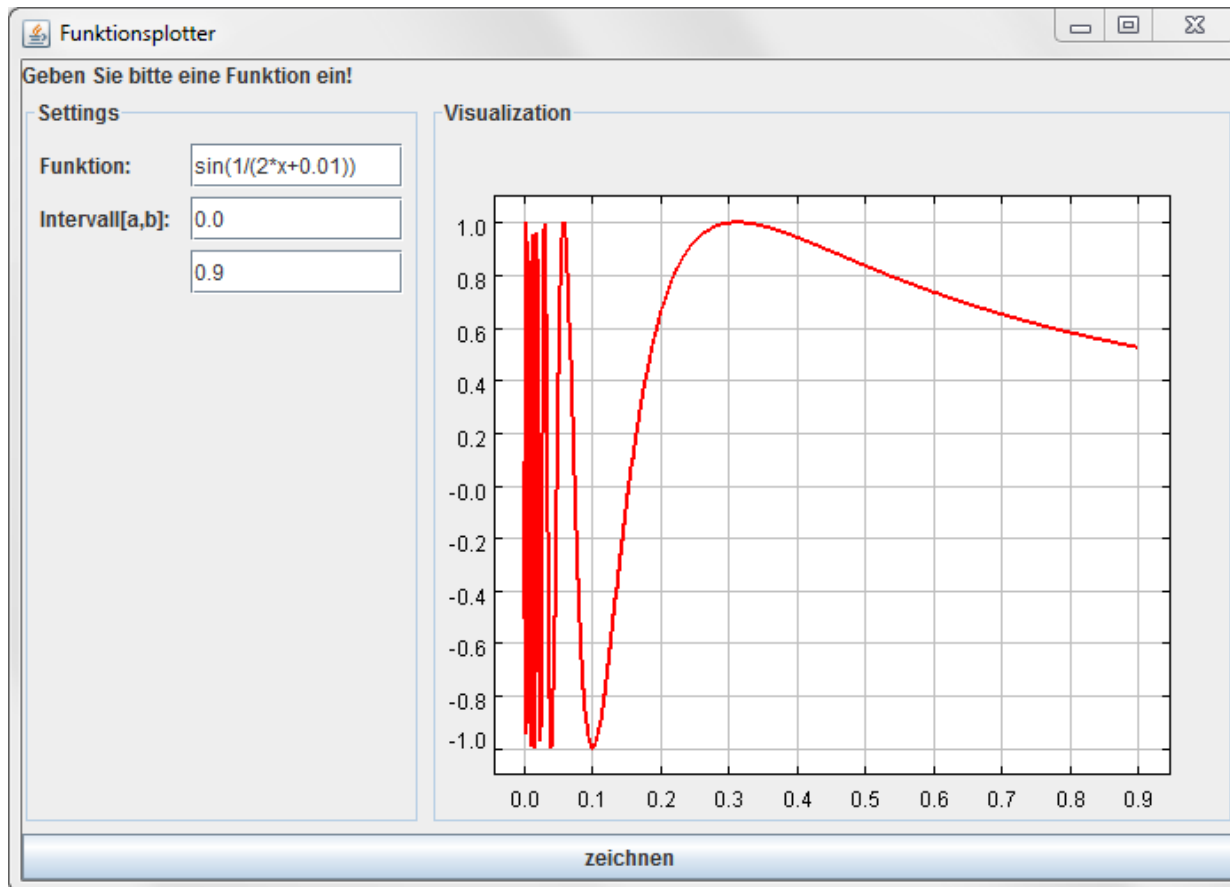 Funktionsplotter
Geben Sie bitte eine Funktion ein!
Settings
Funktion: sin(1/(2*x+0.01))
Intervall[a,b]: 0.0
0.9
Visualization
1.0
0.8
0.6
0.4
0.2
-0.0
-0.2
-0.4
-0.6
-0.8
-1.0
0.0 0.1 0.2 0.3 0.4 0.5 0.6 0.7 0.8 0.9
zeichnen